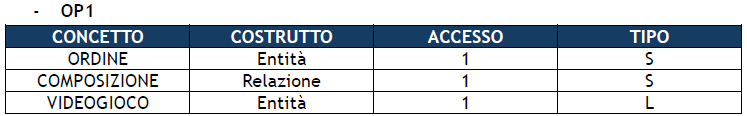 - OP1
CONCETTO COSTRUTTO ACCESSO TIPO
ORDINE Entità 1 S
COMPOSIZIONE Relazione 1 S
VIDEOGIOCO Entità 1 L